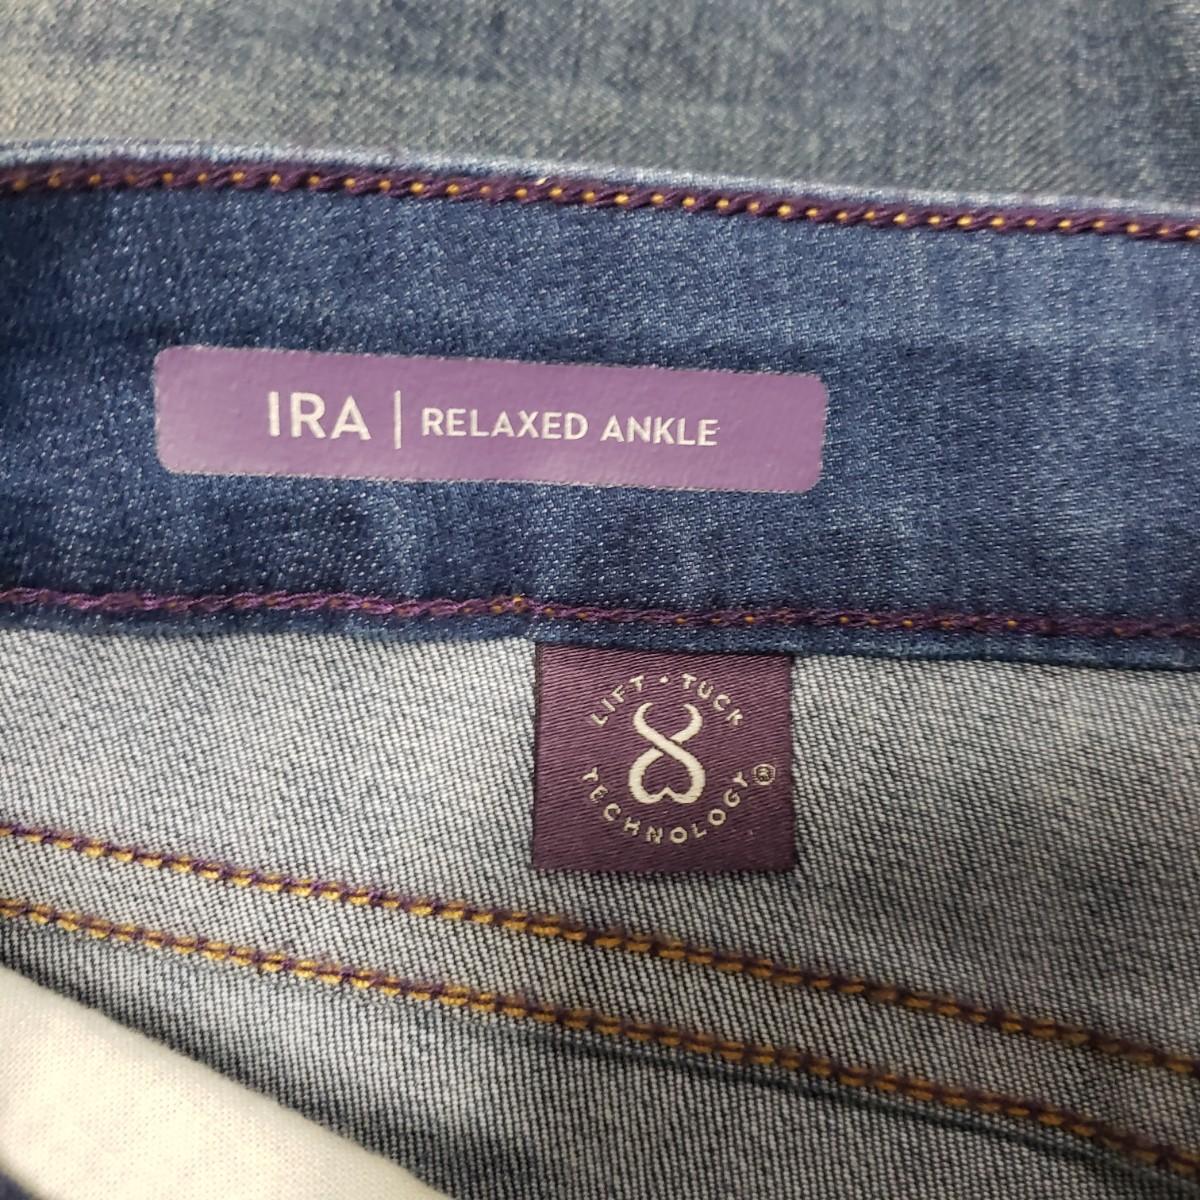 IRA | RELAXED ANKLE
LIFT · TUCK
TECHNOLOGY®